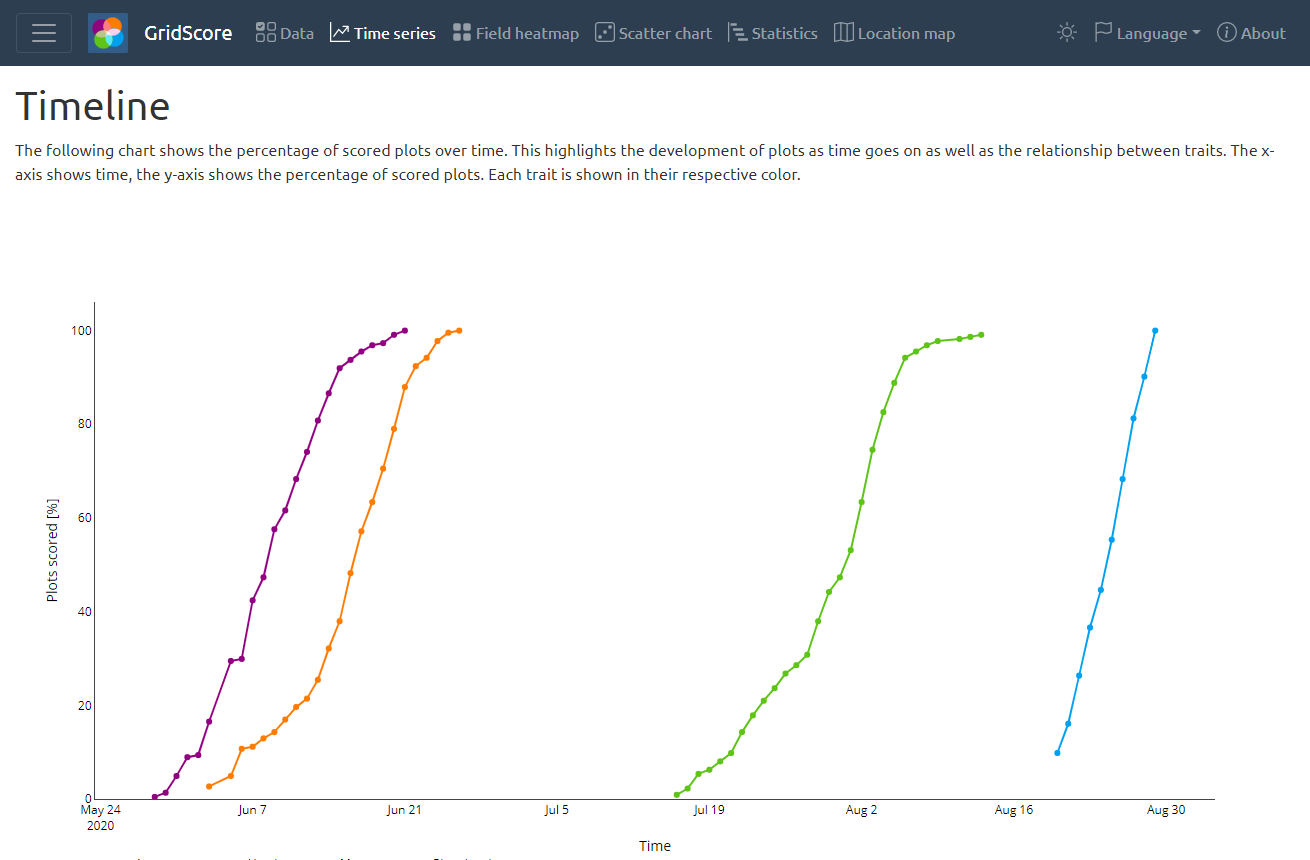 GridScore Data Time series Field heatmap Scatter chart Statistics Location map Language About
Timeline
The following chart shows the percentage of scored plots over time. This highlights the development of plots as time goes on as well as the relationship between traits. The x-
axis shows time, the y-axis shows the percentage of scored plots. Each trait is shown in their respective color.
100
80
60
40
20
0
Plots scored [%]
May 24 Jun 7 Jun 21 Jul 5 Jul 19 Aug 2 Aug 16 Aug 30
2020
Time